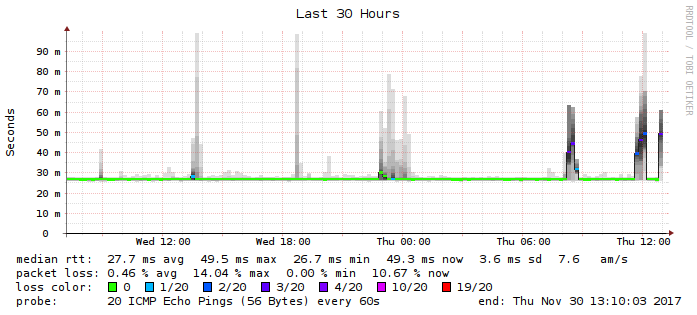 Last 30 Hours
RRDTOOL / TOBI OETIKER
Seconds
90 m
80 m
70 m
60 m
50 m
40 m
30 m
20 m
10 m
0
Wed 12:00 Wed 18:00 Thu 00:00 Thu 06:00 Thu 12:00
median rtt: 27.7 ms avg 49.5 ms max 26.7 ms min 49.3 ms now 3.6 ms sd 7.6 am/s
packet loss: 0.46 % avg 14.04 % max 0.00 % min 10.67 % now
loss color: 0 1/20 2/20 3/20 4/20 10/20 19/20
probe: 20 ICMP Echo Pings (56 Bytes) every 60s end: Thu Nov 30 13:10:03 2017